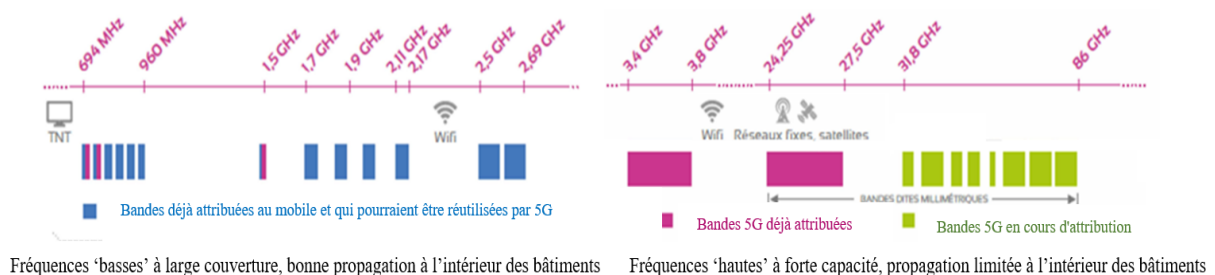 694 MHz 960 MHz 1,5 GHz 1,7 GHz 1,9 GHz 2,11 GHz 2,17 GHz 2,5 GHz 2,69 GHz
3,4 GHz 3,8 GHz 24,25 GHz 27,5 GHz 31,8 GHz 86 GHz
TNT
Wifi
Wifi Réseaux fixes, satellites
BANDES DITES MILLIMÉTRIQUES
Bandes déjà attribuées au mobile et qui pourraient être réutilisées par 5G
Bandes 5G déjà attribuées
Bandes 5G en cours d'attribution
Fréquences ‘basses’ à large couverture, bonne propagation à l’intérieur des bâtiments
Fréquences ‘hautes’ à forte capacité, propagation limitée à l’intérieur des bâtiments